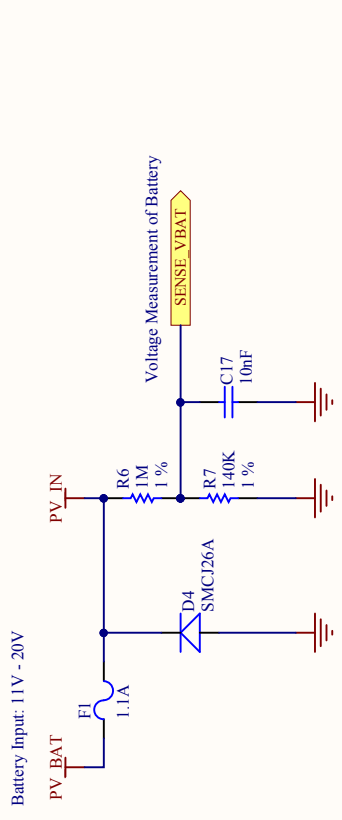 Battery Input: 11V - 20V
PV_BAT
F1
1.1A
PV_IN
D4
SMCJ26A
R6
1M
1%
R7
140K
1%
C17
10nF
Voltage Measurement of Battery
SENSE_VBAT